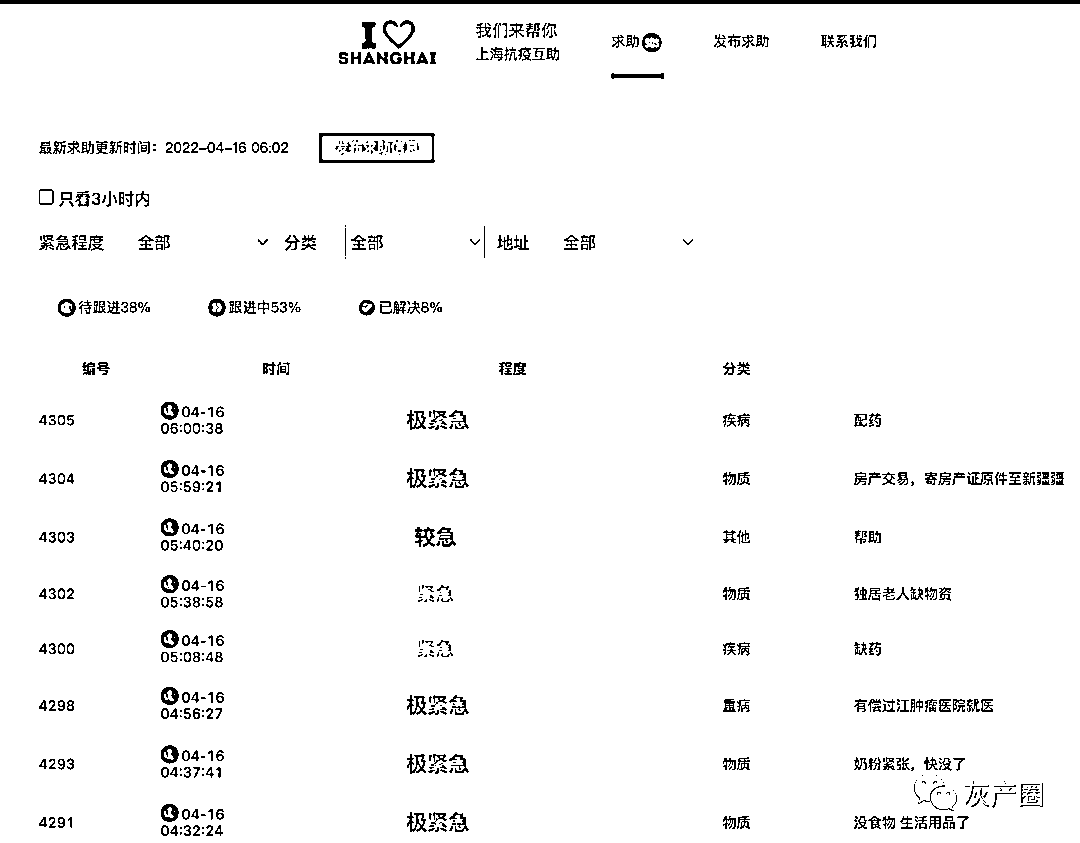 I
SHANGHAI
我们来帮你
上海抗疫互助
求助
发布求助
联系我们
最新求助更新时间：2022-04-16 06:02
发布求助信息
只看3小时内
紧急程度 全部 分类 全部 地址 全部
待跟进38% 跟进中53% 已解决8%
编号 时间 程度 分类
4305 04-16 06:00:38 极紧急 疾病 配药
4304 04-16 05:59:21 极紧急 物质 房产交易，寄房产证原件至新疆疆
4303 04-16 05:40:20 较急 其他 帮助
4302 04-16 05:38:58 紧急 物质 独居老人缺物资
4300 04-16 05:08:48 紧急 疾病 缺药
4298 04-16 04:56:27 极紧急 重病 有偿过江肿瘤医院就医
4293 04-16 04:37:41 极紧急 物质 奶粉紧张，快没了
4291 04-16 04:32:24 极紧急 物质 没食物 生活用品了
灰产圈